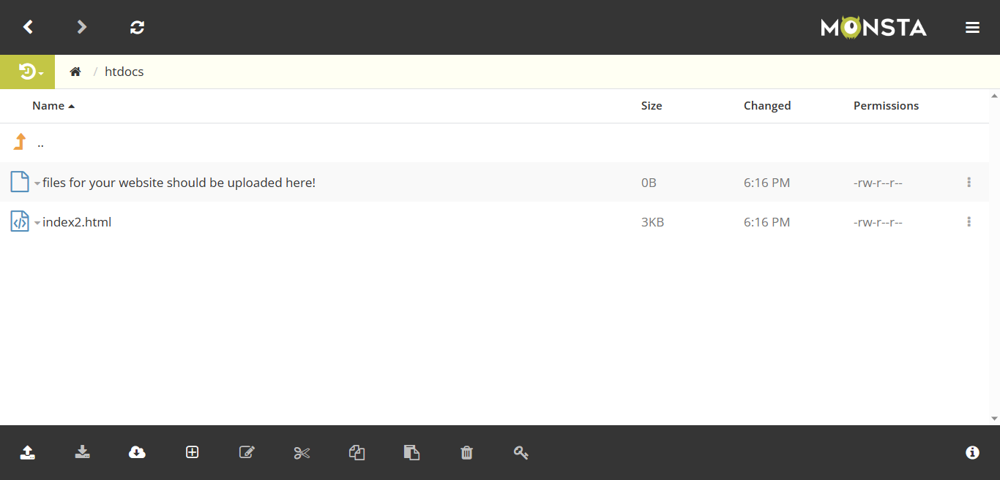 MONSTA
/ htdocs
Name Size Changed Permissions
..
files for your website should be uploaded here! 0B 6:16 PM -rw-r--r--
index2.html 3KB 6:16 PM -rw-r--r--